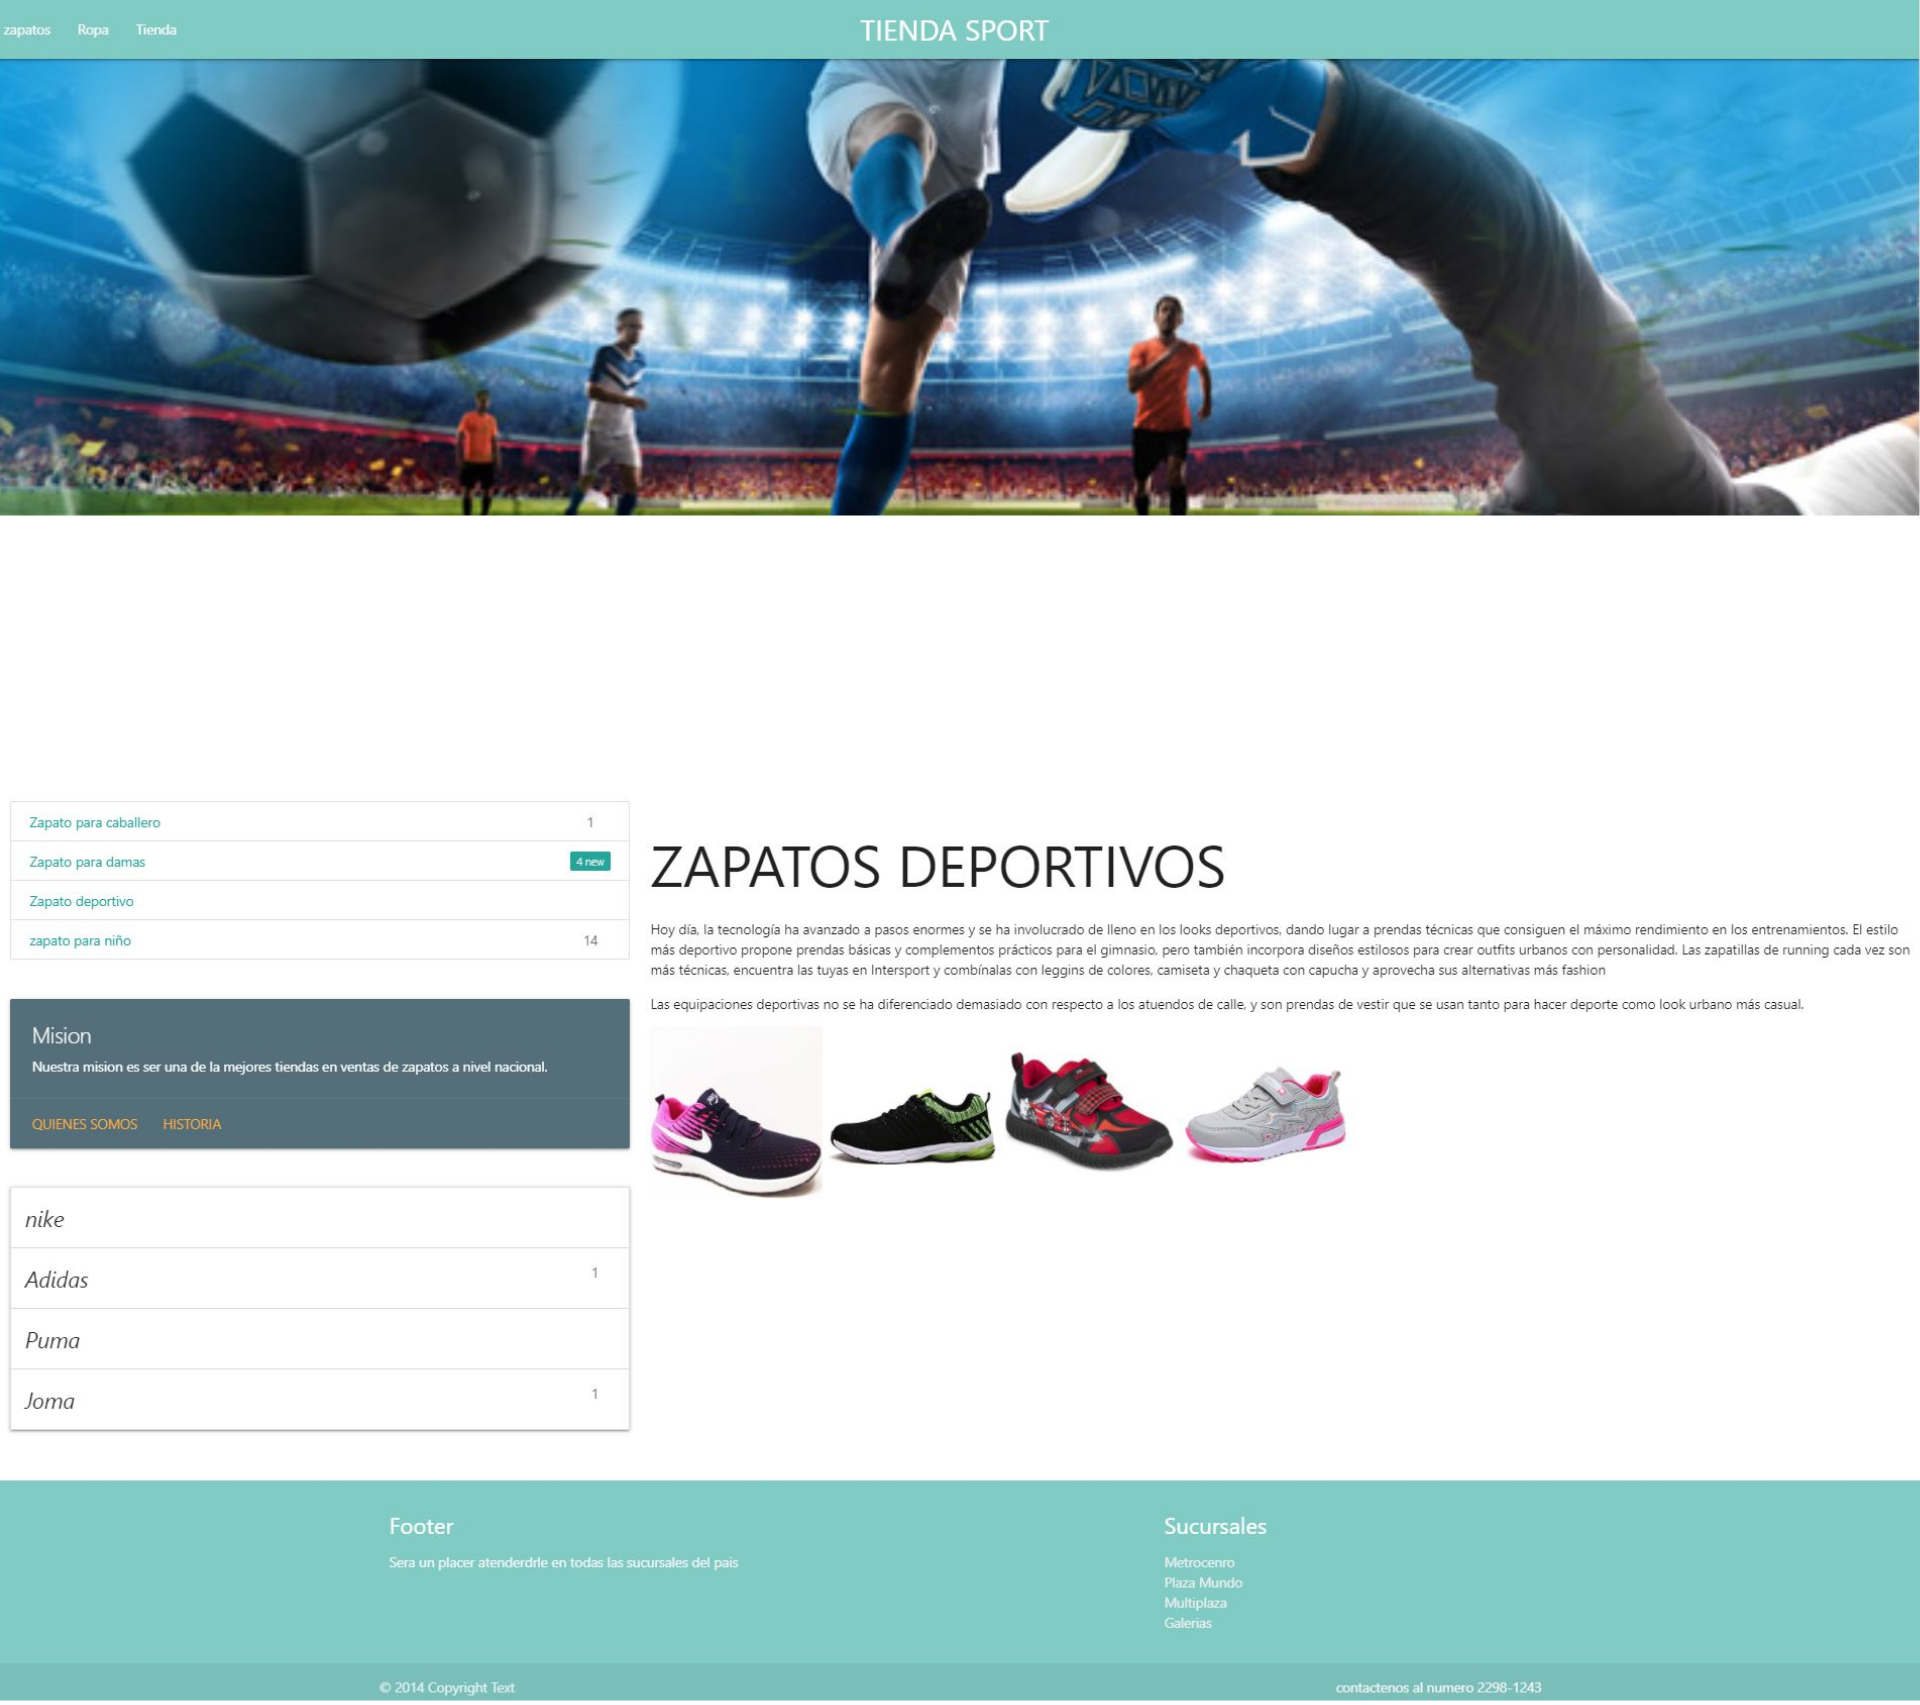 zapatos Ropa Tienda
TIENDA SPORT
Zapato para caballero 1
Zapato para damas 4 new
Zapato deportivo
zapato para niño 14
Mision
Nuestra mision es ser una de la mejores tiendas en ventas de zapatos a nivel nacional.
QUIENES SOMOS HISTORIA
nike
Adidas 1
Puma
Joma 1
ZAPATOS DEPORTIVOS
Hoy día, la tecnología ha avanzado a pasos enormes y se ha involucrado de lleno en los looks deportivos, dando lugar a prendas técnicas que consiguen el máximo rendimiento en los entrenamientos. El estilo
más deportivo propone prendas básicas y complementos prácticos para el gimnasio, pero también incorpora diseños estilosos para crear outfits urbanos con personalidad. Las zapatillas de running cada vez son
más técnicas, encuentra las tuyas en Intersport y combínalas con leggins de colores, camiseta y chaqueta con capucha y aprovecha sus alternativas más fashion
Las equipaciones deportivas no se ha diferenciado demasiado con respecto a los atuendos de calle, y son prendas de vestir que se usan tanto para hacer deporte como look urbano más casual.
Footer
Sera un placer atenderdrle en todas las sucursales del pais
Sucursales
Metrocenro
Plaza Mundo
Multiplaza
Galerias
© 2014 Copyright Text
contactenos al numero 2298-1243